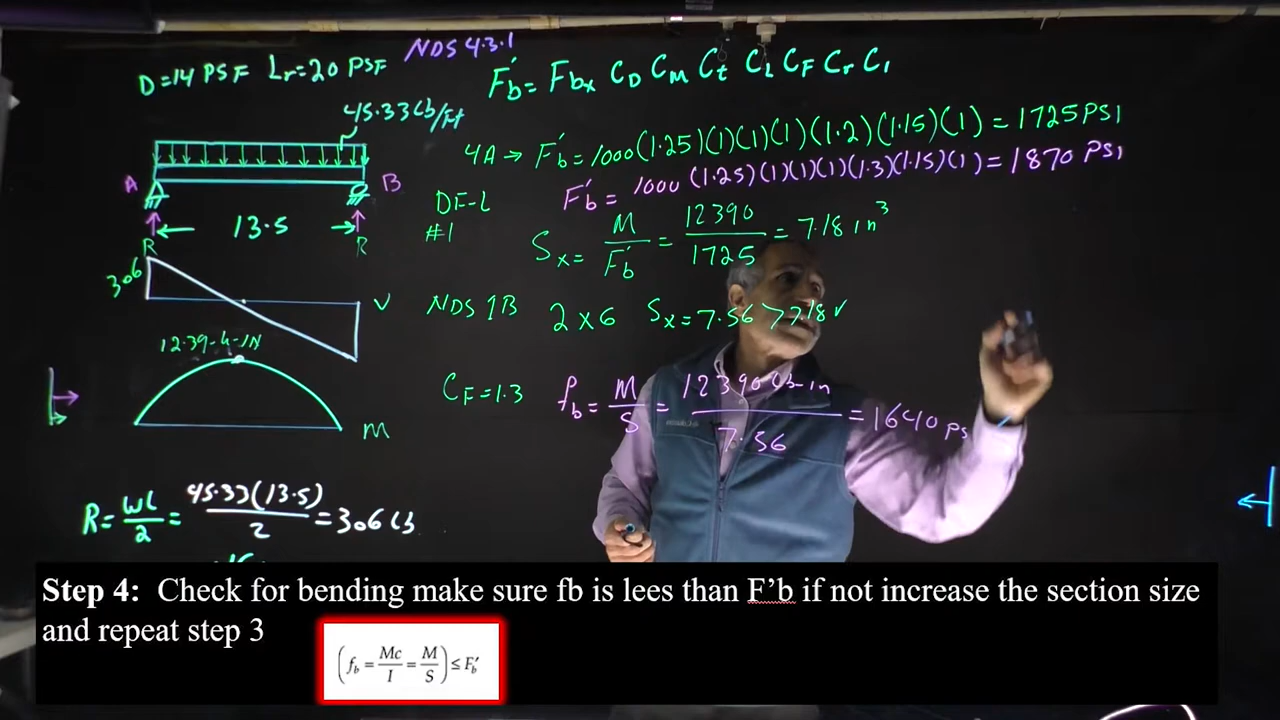 D=14 PSF Lr=20 PSF NDS 4.3.1
F'b = Fbx CD CM Ct CL CF Cr Ci
45.33 Lb/Ft
4A → F'b = 1000 (1.25)(1)(1)(1)(1.2)(1.15)(1) = 1725 PSI
F'b = 1000 (1.25)(1)(1)(1)(1.3)(1.15)(1) = 1870 PSI
A B
DF-L
#1
13.5
R R
Sx = M/F'b = 12390/1725 = 7.18 in³
306
V
NDS 1B 2x6 Sx = 7.56 > 7.18 ✓
12.39-k-IN
CF = 1.3 fb = M/S = 12390 Lb-in/7.56 = 1640 PS
M
R = WL/2 = 45.33(13.5)/2 = 306 Lb
Step 4: Check for bending make sure fb is lees than F’b if not increase the section size
and repeat step 3
(fb = Mc/I = M/S) ≤ F'b